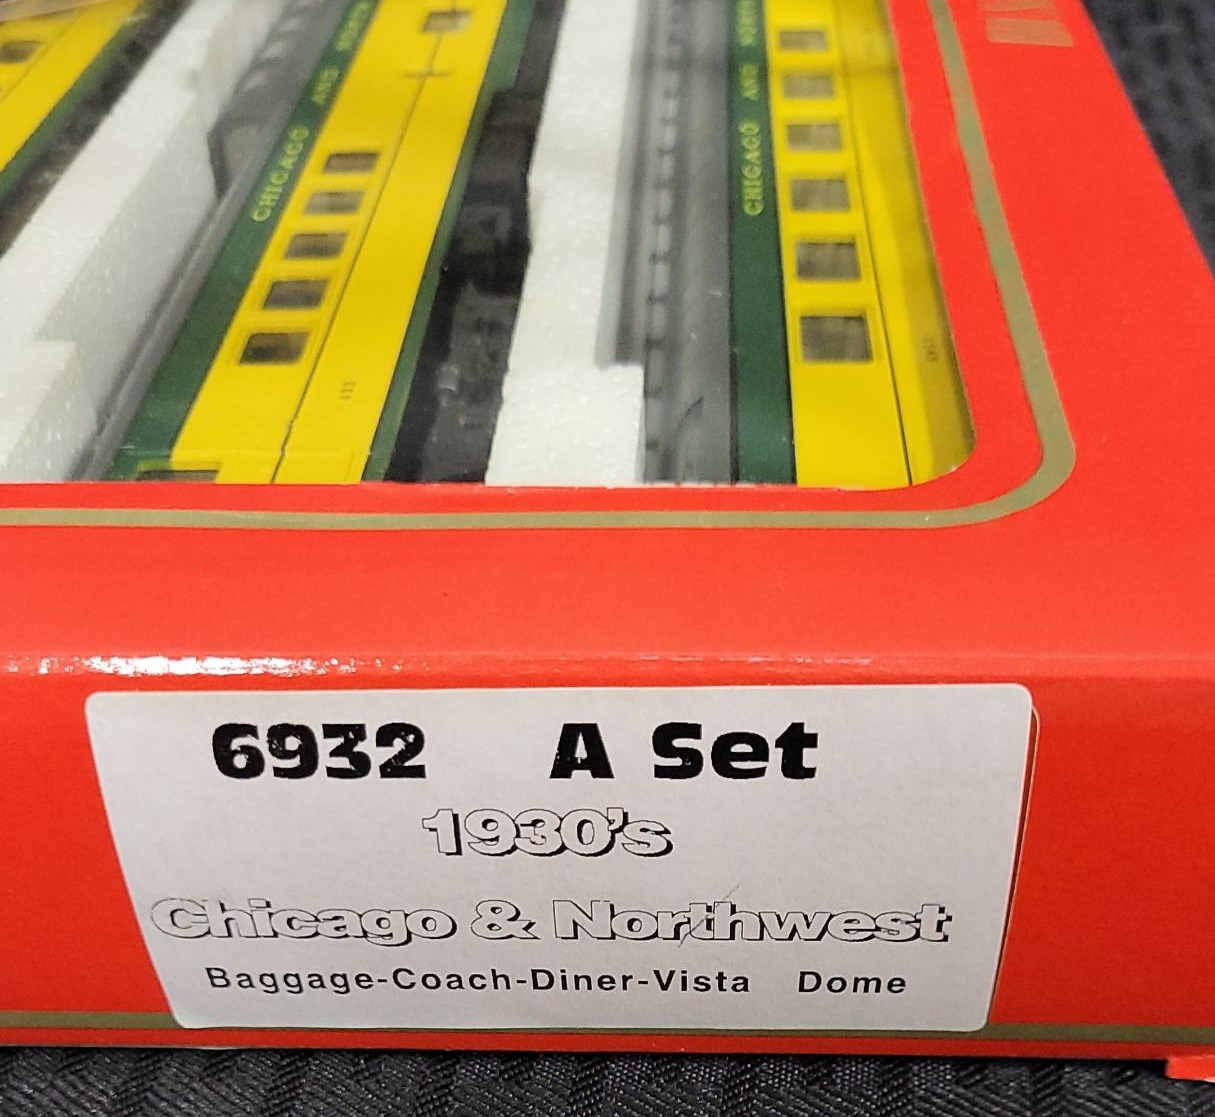 CHICAGO AND NORTH
CHICAGO AND NORTH
6932 A Set
1930's
Chicago & Northwest
Baggage-Coach-Diner-Vista Dome